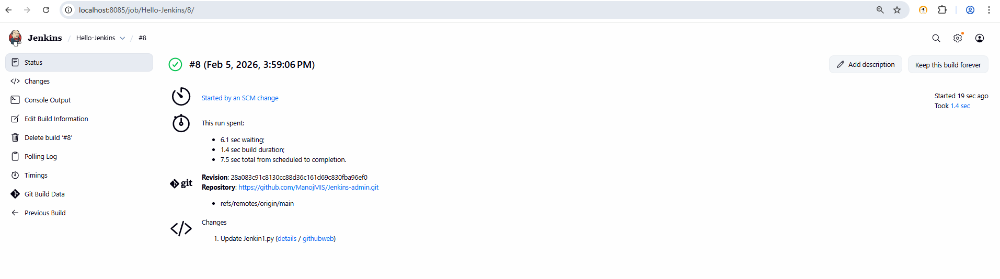 localhost:8085/job/Hello-Jenkins/8/
Jenkins / Hello-Jenkins / #8
Status
Changes
Console Output
Edit Build Information
Delete build ‘#8’
Polling Log
Timings
Git Build Data
Previous Build
#8 (Feb 5, 2026, 3:59:06 PM)
Add description
Keep this build forever
Started by an SCM change
Started 19 sec ago
Took 1.4 sec
This run spent:
6.1 sec waiting;
1.4 sec build duration;
7.5 sec total from scheduled to completion.
git
Revision: 28a083c91c8130cc88d36c161d69c830fba96ef0
Repository: https://github.com/ManojMIS/Jenkins-admin.git
refs/remotes/origin/main
Changes
1. Update Jenkin1.py (details / githubweb)